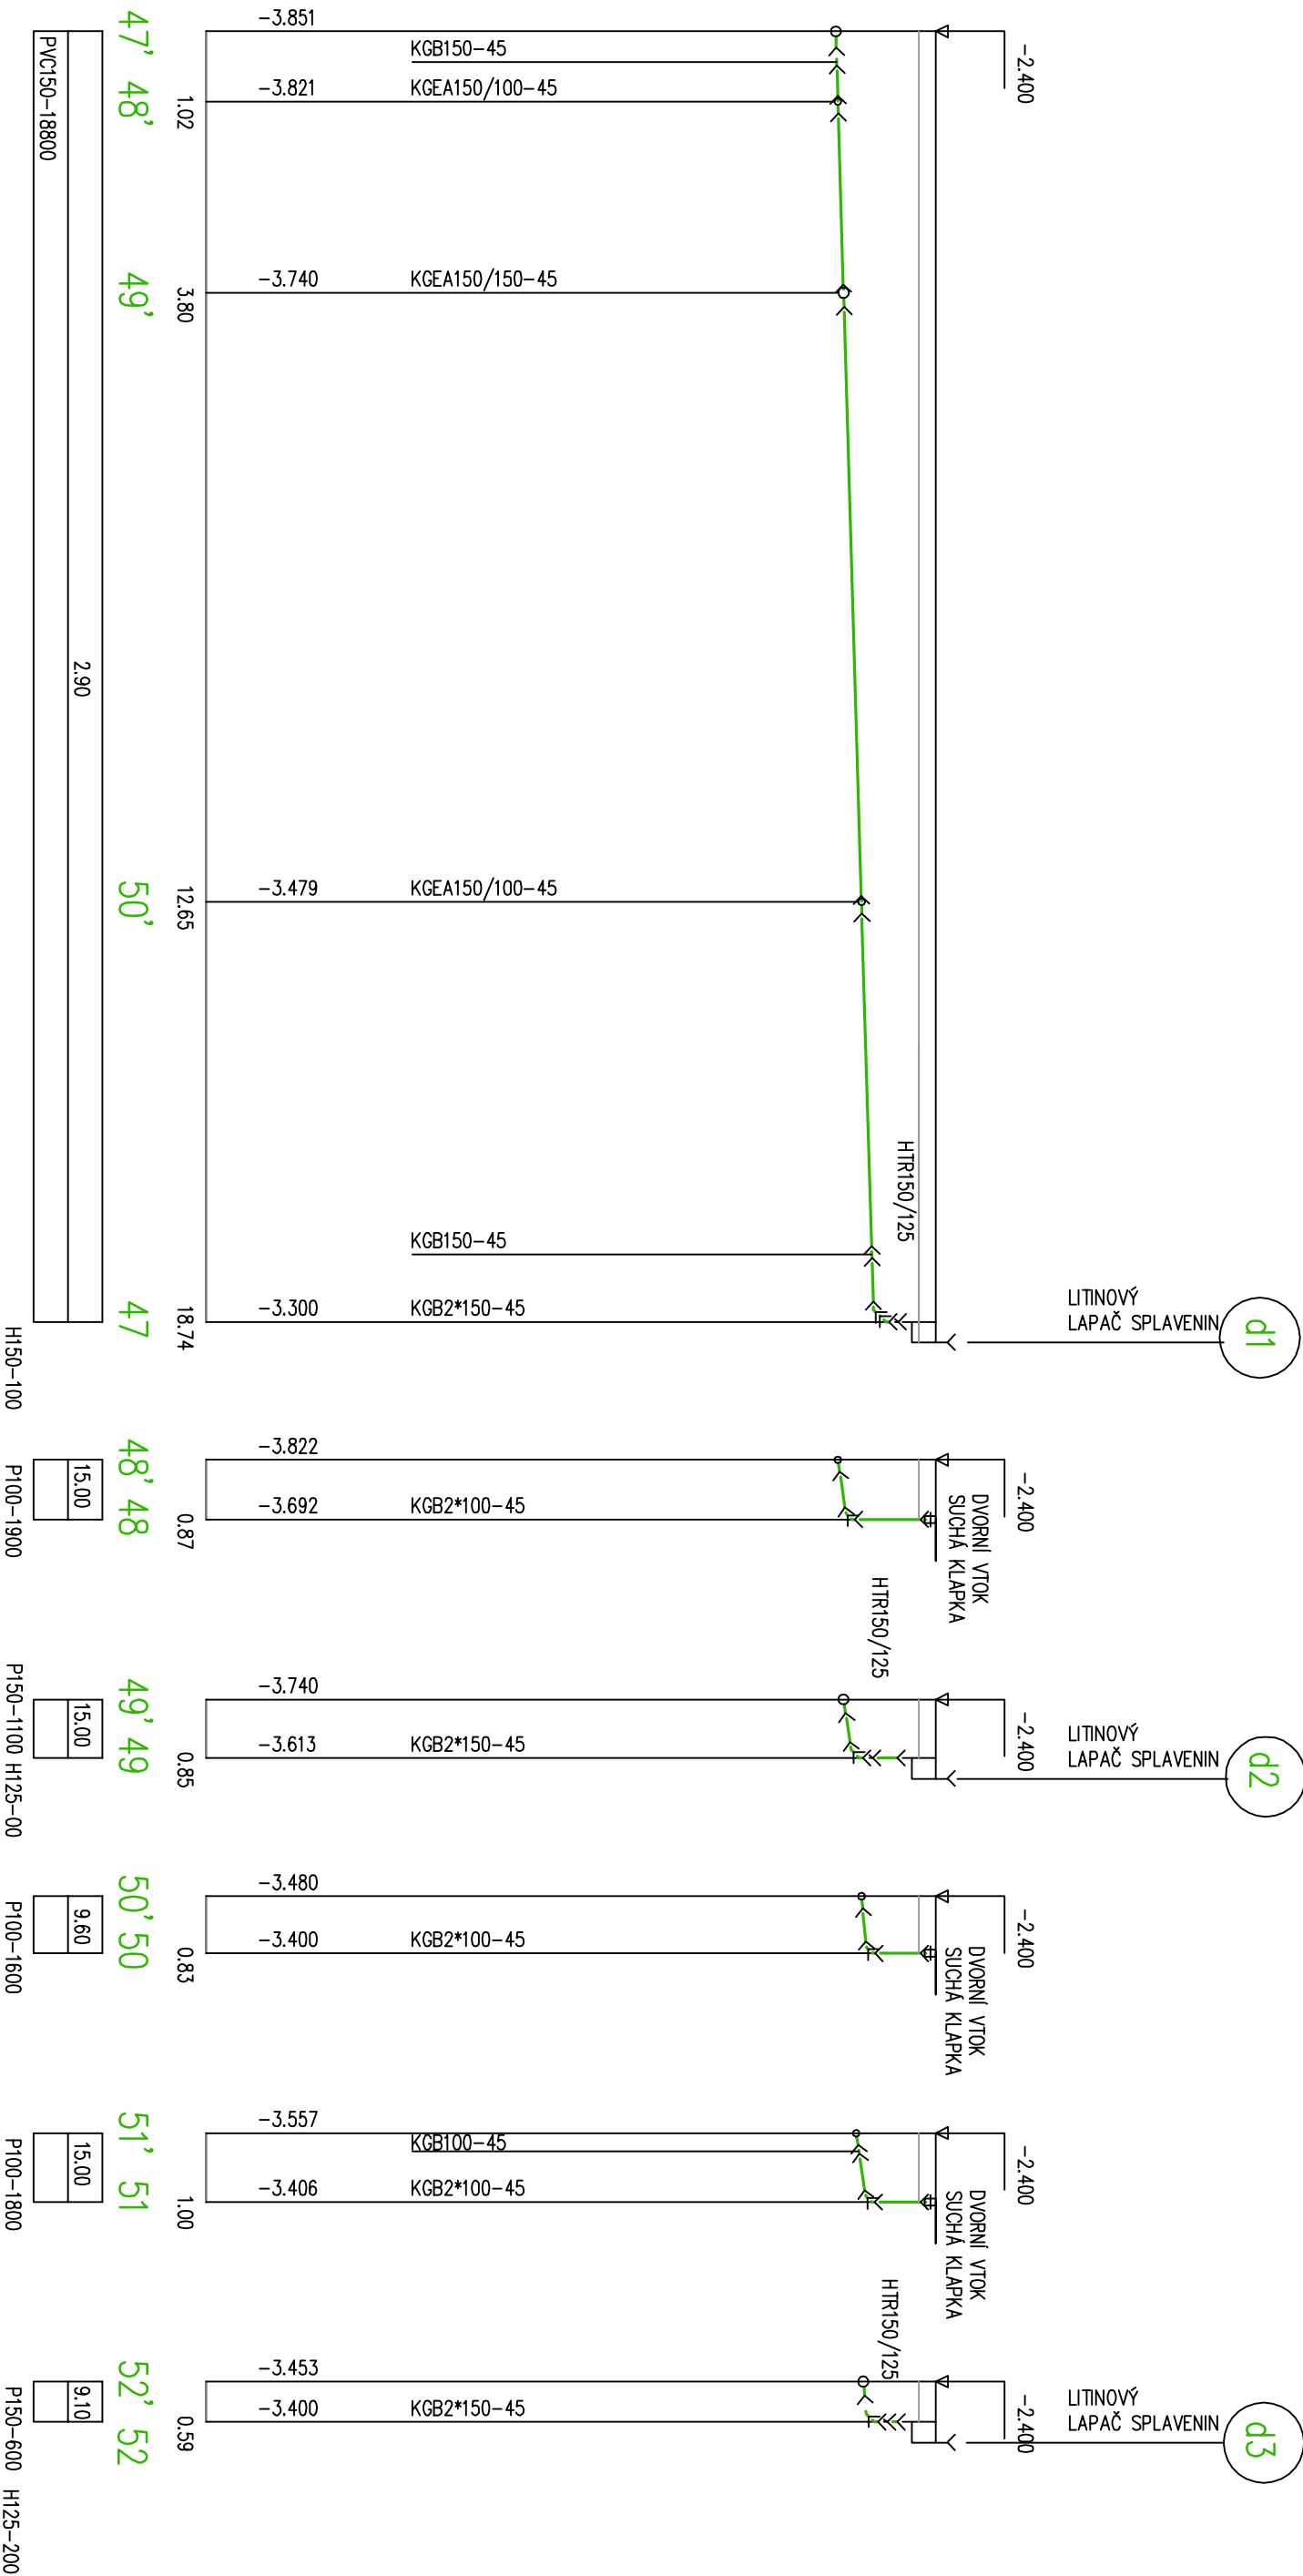 -3.851
KGB150-45
-3.821
KGEA150/100-45
-3.740
KGEA150/150-45
-3.479
KGEA150/100-45
KGB150-45
-3.300
KGB2*150-45
HTR150/125
-2.400
LITINOVÝ
LAPAČ SPLAVENIN
d1
1.02
3.80
12.65
18.74
47'
48'
49'
50'
47
2.90
PVC150-18800
H150-100
-3.822
-3.692
KGB2*100-45
-2.400
DVORNÍ VTOK
SUCHÁ KLAPKA
0.87
48'
48
15.00
P100-1900
-3.740
-3.613
KGB2*150-45
HTR150/125
-2.400
LITINOVÝ
LAPAČ SPLAVENIN
d2
0.85
49'
49
15.00
P150-1100
H125-00
-3.480
-3.400
KGB2*100-45
-2.400
DVORNÍ VTOK
SUCHÁ KLAPKA
0.83
50'
50
9.60
P100-1600
-3.557
KGB100-45
-3.406
KGB2*100-45
-2.400
DVORNÍ VTOK
SUCHÁ KLAPKA
1.00
51'
51
15.00
P100-1800
-3.453
-3.400
KGB2*150-45
HTR150/125
-2.400
LITINOVÝ
LAPAČ SPLAVENIN
d3
0.59
52'
52
9.10
P150-600
H125-200